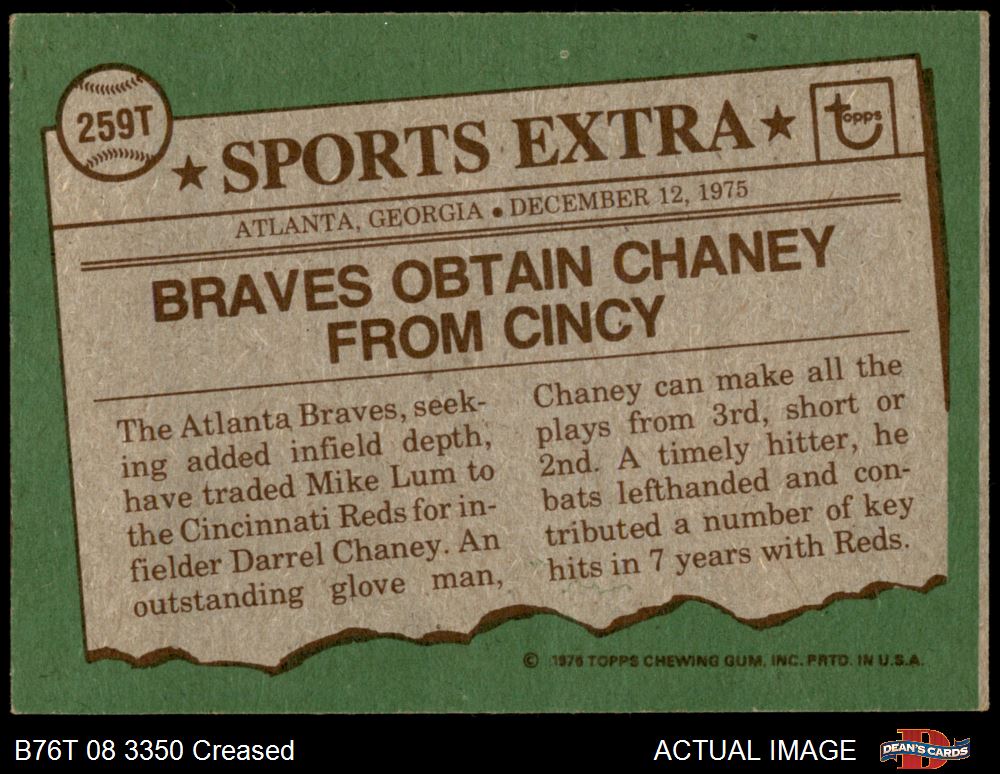 259T
★ SPORTS EXTRA ★
topps
ATLANTA, GEORGIA • DECEMBER 12, 1975
BRAVES OBTAIN CHANEY
FROM CINCY
The Atlanta Braves, seek-
ing added infield depth,
have traded Mike Lum to
the Cincinnati Reds for in-
fielder Darrel Chaney. An
outstanding glove man,
Chaney can make all the
plays from 3rd, short or
2nd. A timely hitter, he
bats lefthanded and con-
tributed a number of key
hits in 7 years with Reds.
© 1976 TOPPS CHEWING GUM, INC. PRTD. IN U.S.A.
B76T 08 3350 Creased
ACTUAL IMAGE
DEAN'S CARDS